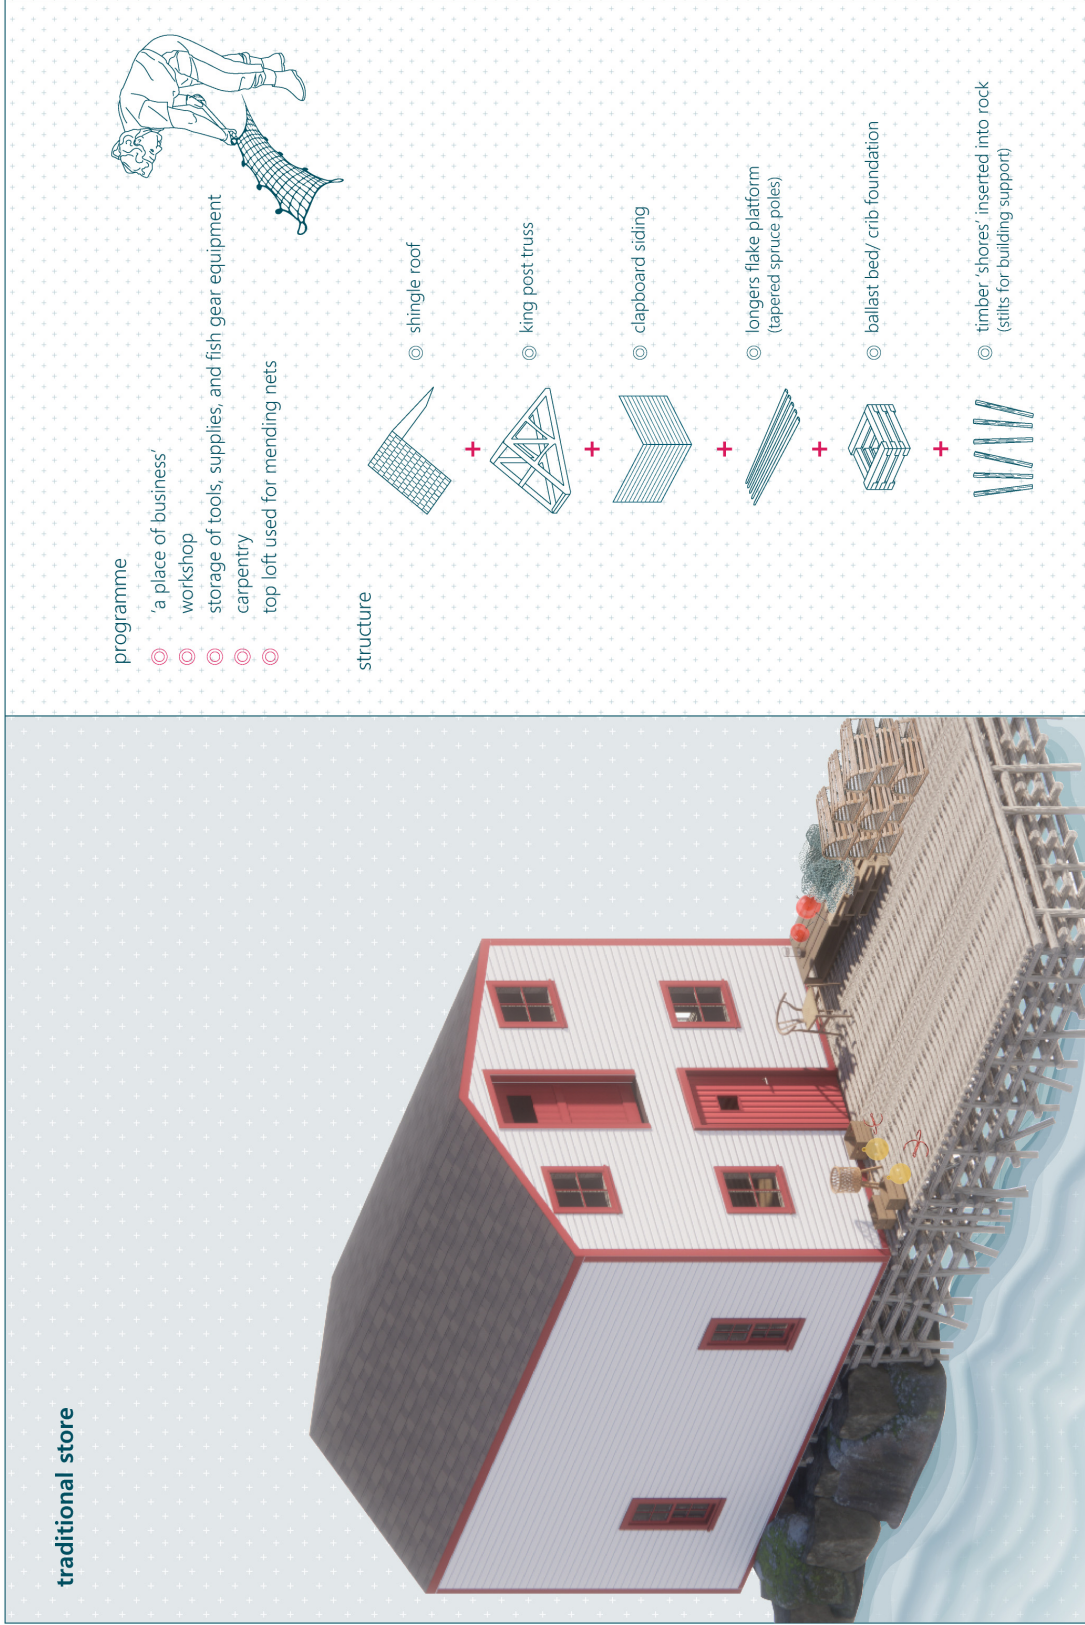 traditional store
programme
'a place of business'
workshop
storage of tools, supplies, and fish gear equipment
carpentry
top loft used for mending nets
structure
shingle roof
+
king post truss
+
clapboard siding
+
longers flake platform
(tapered spruce poles)
+
ballast bed/ crib foundation
+
timber 'shores' inserted into rock
(stilts for building support)